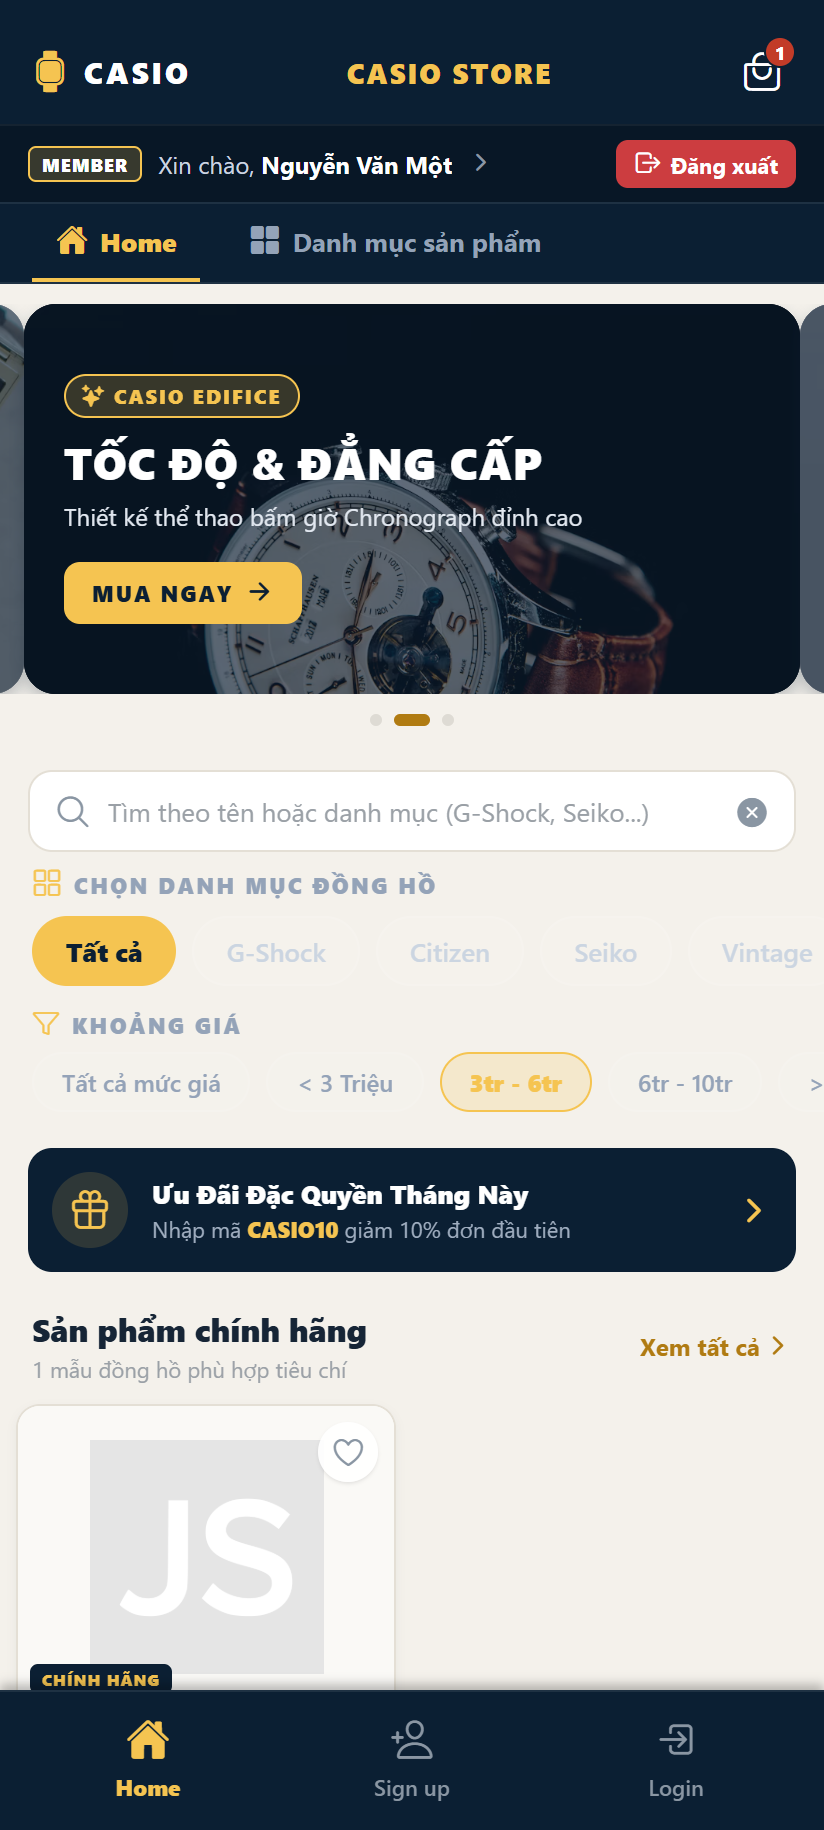 CASIO
CASIO STORE
1
MEMBER
Xin chào, Nguyễn Văn Một
Đăng xuất
Home
Danh mục sản phẩm
CASIO EDIFICE
TỐC ĐỘ & ĐẲNG CẤP
Thiết kế thể thao bấm giờ Chronograph đỉnh cao
MUA NGAY
Tìm theo tên hoặc danh mục (G-Shock, Seiko...)
CHỌN DANH MỤC ĐỒNG HỒ
Tất cả
G-Shock
Citizen
Seiko
Vintage
KHOẢNG GIÁ
Tất cả mức giá
< 3 Triệu
3tr - 6tr
6tr - 10tr
>
Ưu Đãi Đặc Quyền Tháng Này
Nhập mã CASIO10 giảm 10% đơn đầu tiên
Sản phẩm chính hãng
Xem tất cả
1 mẫu đồng hồ phù hợp tiêu chí
JS
CHÍNH HÃNG
Home
Sign up
Login